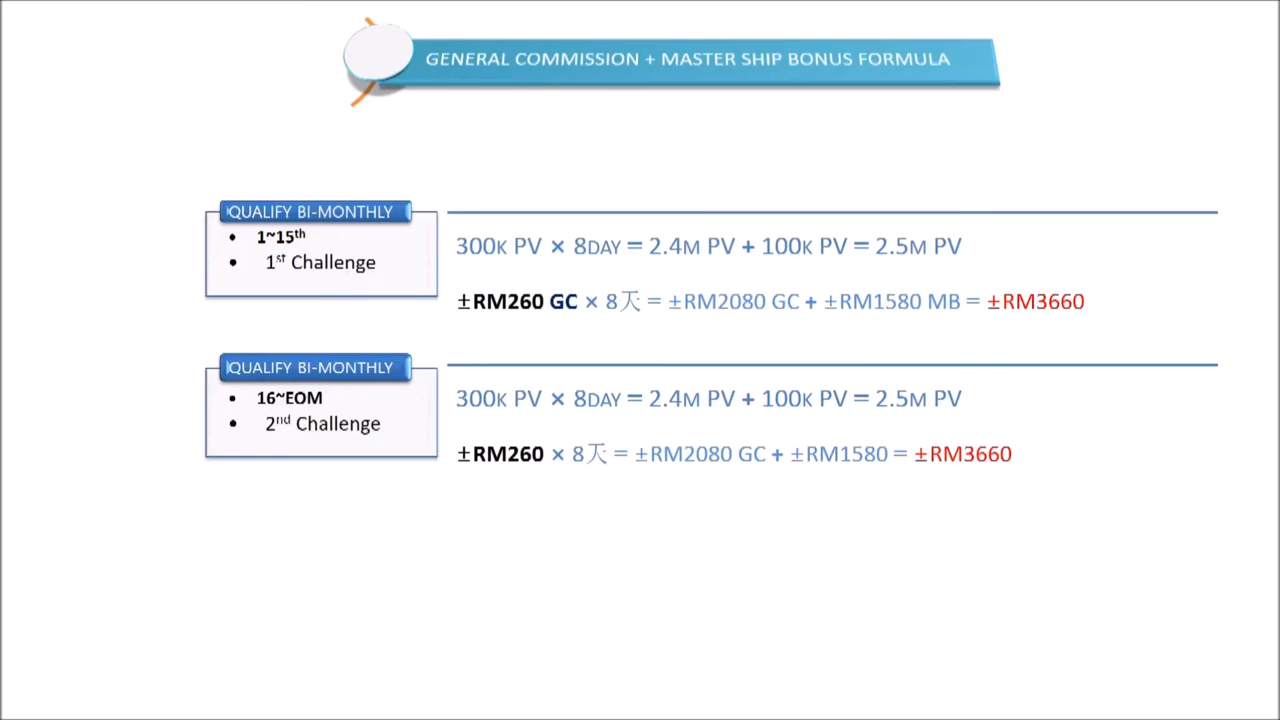 GENERAL COMMISSION + MASTER SHIP BONUS FORMULA
QUALIFY BI-MONTHLY
• 1~15th
• 1st Challenge
300K PV × 8DAY = 2.4M PV + 100K PV = 2.5M PV
±RM260 GC × 8天 = ±RM2080 GC + ±RM1580 MB = ±RM3660
QUALIFY BI-MONTHLY
• 16~EOM
• 2nd Challenge
300K PV × 8DAY = 2.4M PV + 100K PV = 2.5M PV
±RM260 × 8天 = ±RM2080 GC + ±RM1580 = ±RM3660